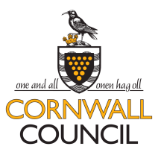 one and all onen hag oll
CORNWALL
COUNCIL